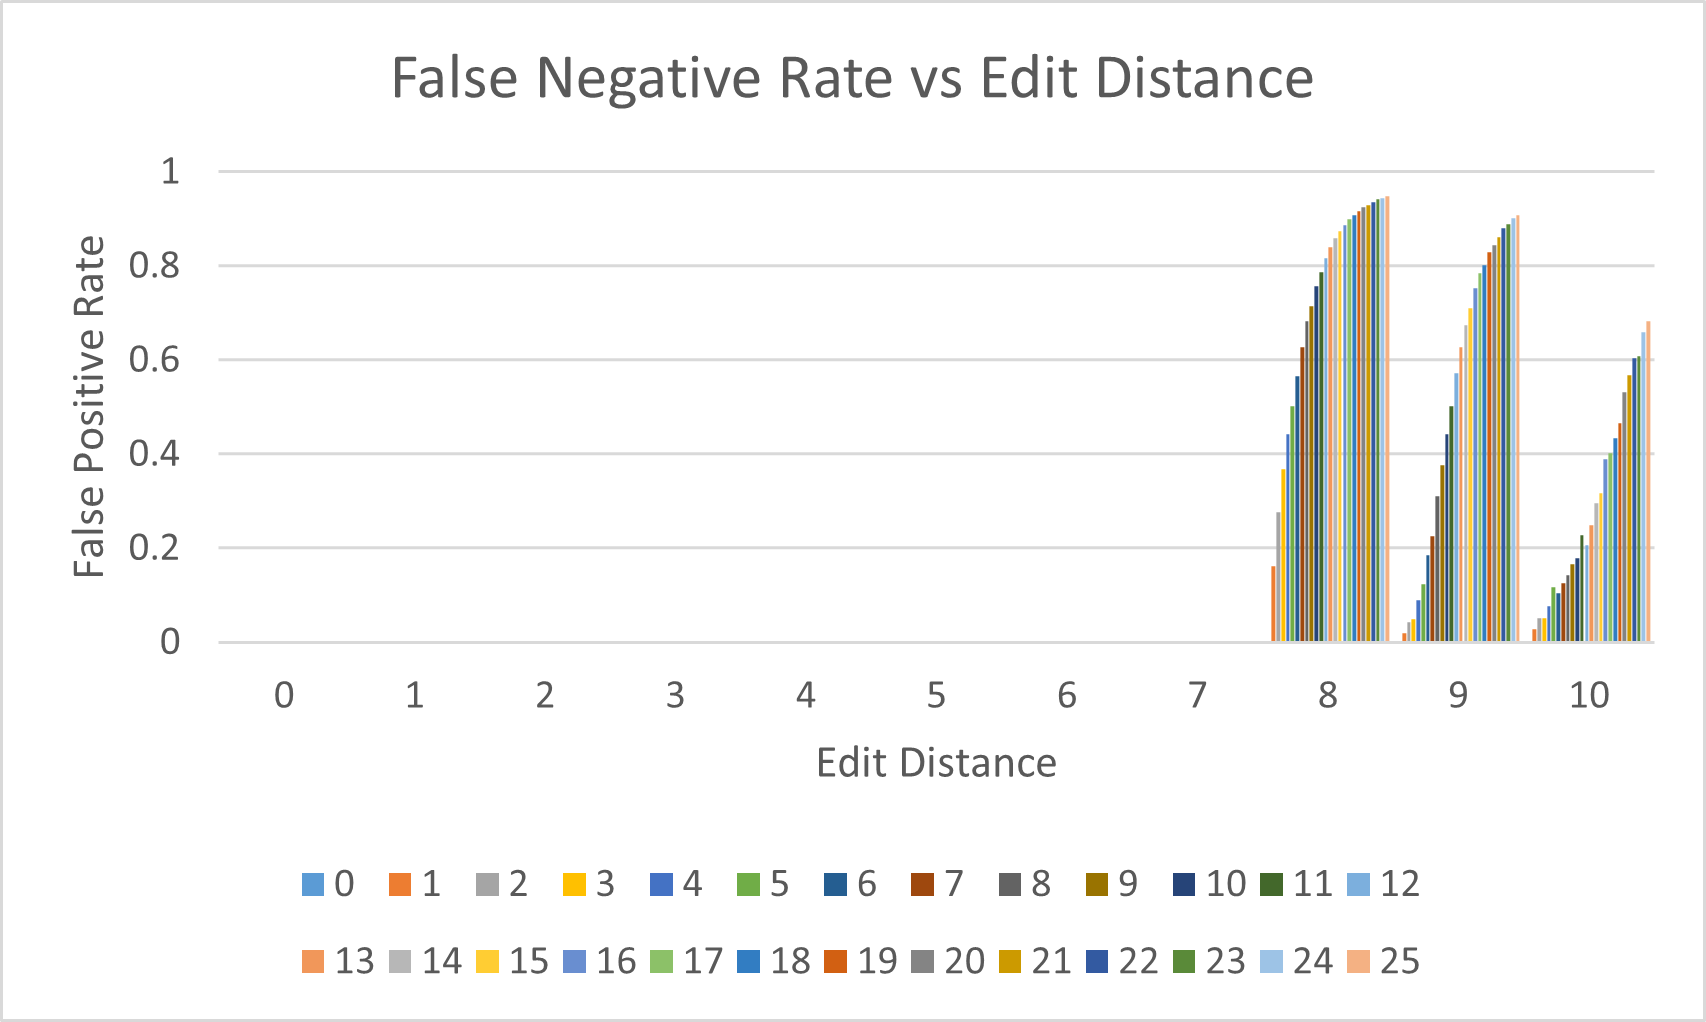 False Negative Rate vs Edit Distance
1
0.8
0.6
0.4
0.2
0
False Positive Rate
0 1 2 3 4 5 6 7 8 9 10
Edit Distance
0 1 2 3 4 5 6 7 8 9 10 11 12
13 14 15 16 17 18 19 20 21 22 23 24 25